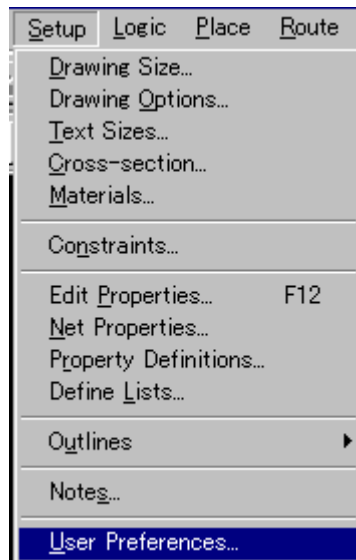 Setup Logic Place Route
Drawing Size...
Drawing Options...
Text Sizes...
Cross-section...
Materials...
Constraints...
Edit Properties... F12
Net Properties...
Property Definitions...
Define Lists...
Outlines
Notes...
User Preferences...